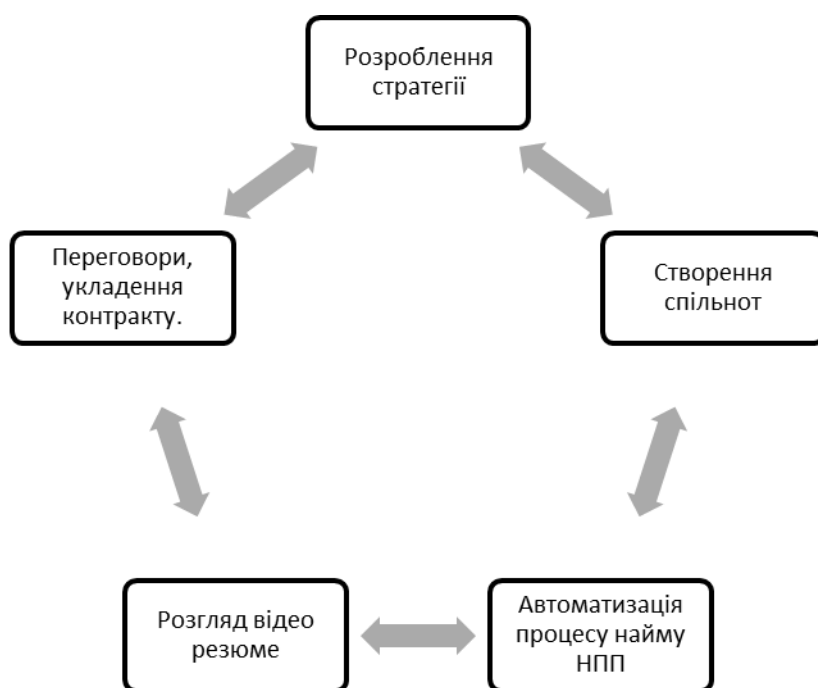 Розроблення
стратегії
Переговори,
укладення
контракту.
Створення
спільнот
Розгляд відео
резюме
Автоматизація
процесу найму
НПП